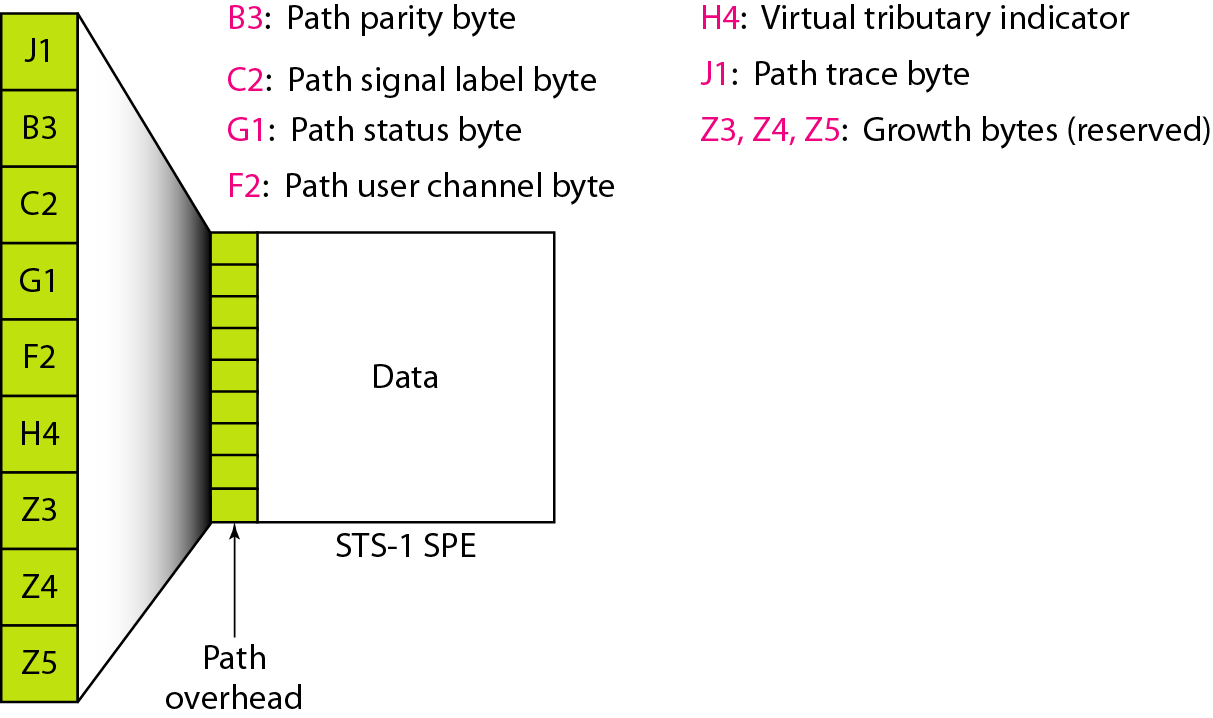 B3: Path parity byte
C2: Path signal label byte
G1: Path status byte
F2: Path user channel byte
H4: Virtual tributary indicator
J1: Path trace byte
Z3, Z4, Z5: Growth bytes (reserved)
J1
B3
C2
G1
F2
H4
Z3
Z4
Z5
Data
STS-1 SPE
Path
overhead